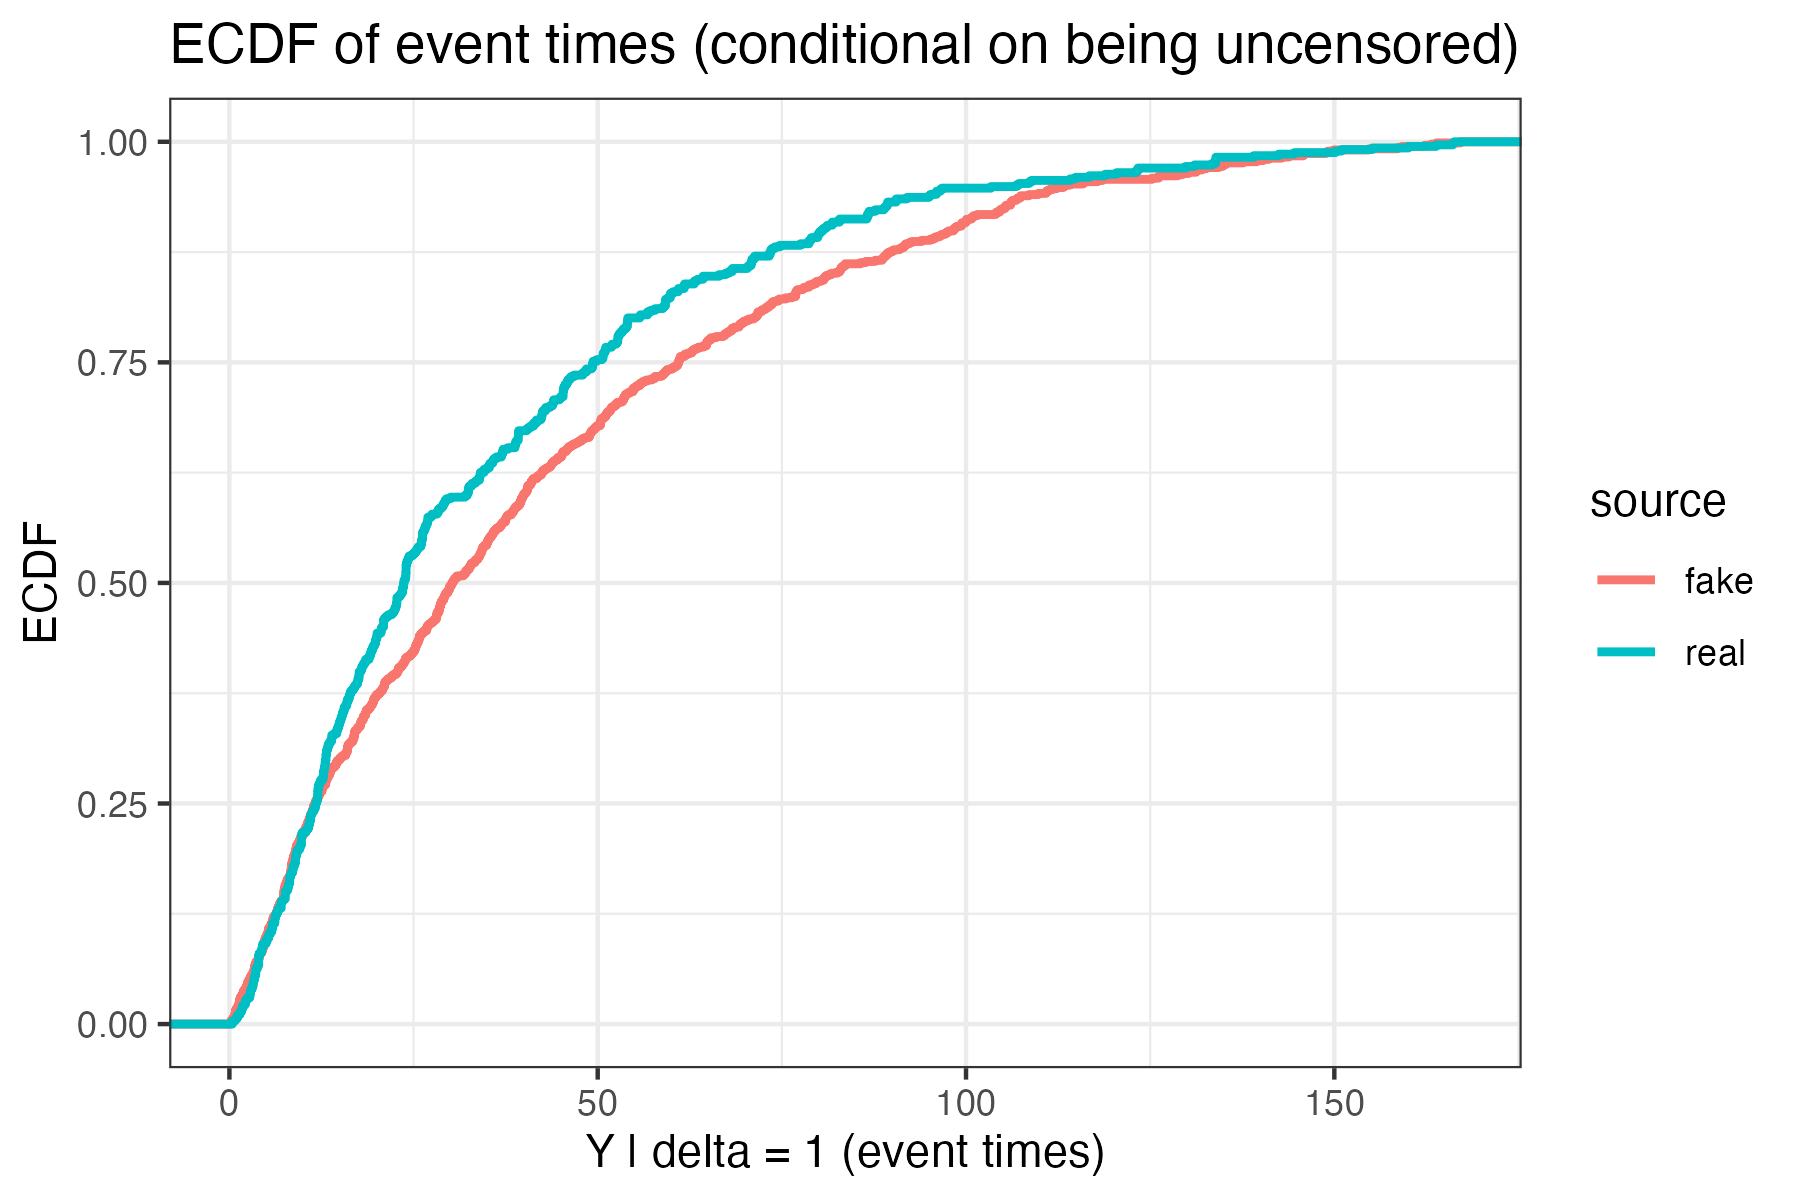 ECDF of event times (conditional on being uncensored)
1.00
0.75
0.50
0.25
0.00
ECDF
0 50 100 150
Y | delta = 1 (event times)
source
fake
real